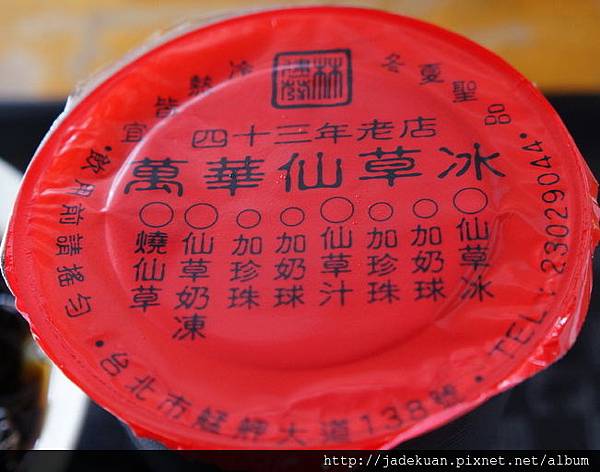 冬夏聖品
冷熱皆宜
林
四十三年老店
萬華仙草冰
仙草冰
加奶球
加珍珠
仙草汁
加奶球
加珍珠
仙草奶凍
燒仙草
•飲用前請搖勻•
台北市艋舺大道138號•
TEL:23029044•
http://jadekuan.pixnet.net/album